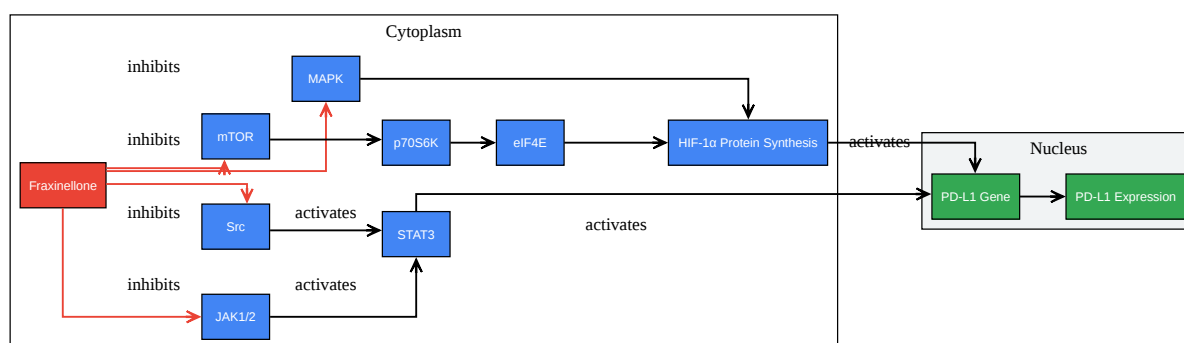 Cytoplasm
inhibits
MAPK
inhibits
mTOR
p70S6K
eIF4E
HIF-1α Protein Synthesis
activates
Nucleus
Fraxinellone
PD-L1 Gene
PD-L1 Expression
inhibits
Src
activates
STAT3
activates
inhibits
activates
JAK1/2